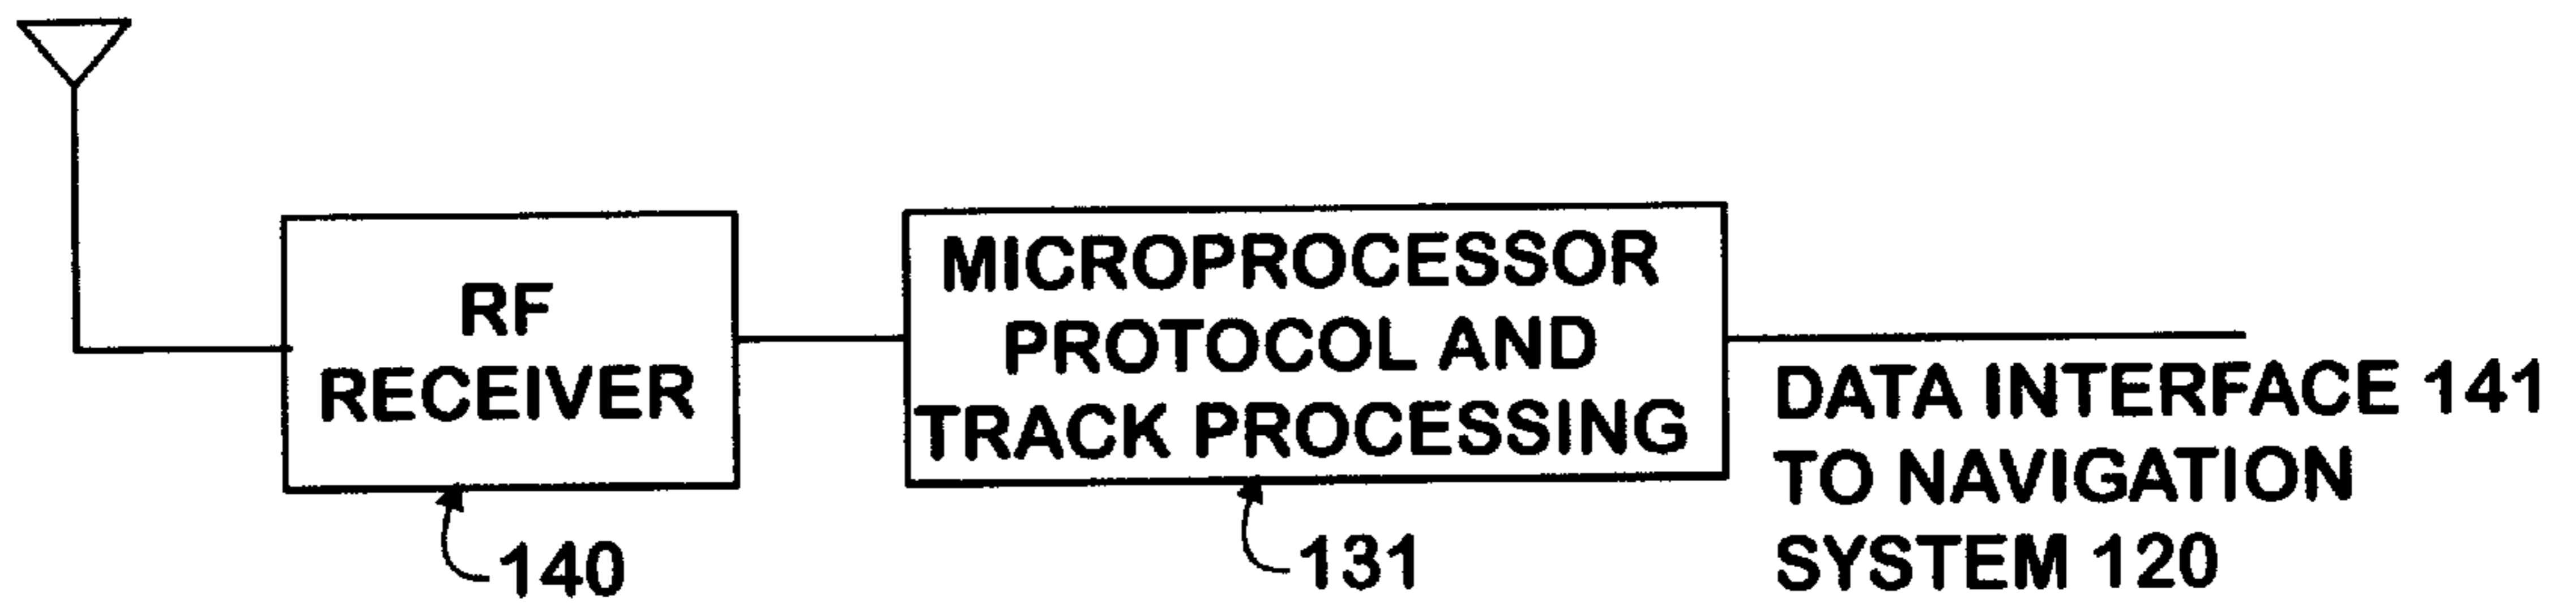 RF
RECEIVER
140
MICROPROCESSOR
PROTOCOL AND
TRACK PROCESSING
131
DATA INTERFACE 141
TO NAVIGATION
SYSTEM 120